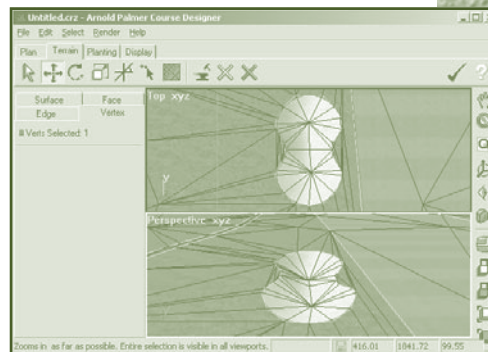 Untitled.crz - Arnold Palmer Course Designer
File Edit Select Render Help
Plan Terrain Planting Display
Surface Face
Edge Vertex
# Verts Selected: 1
Top xyz
y
Perspective xyz
Zooms in as far as possible. Entire selection is visible in all viewports.
416.01 1041.72 99.55